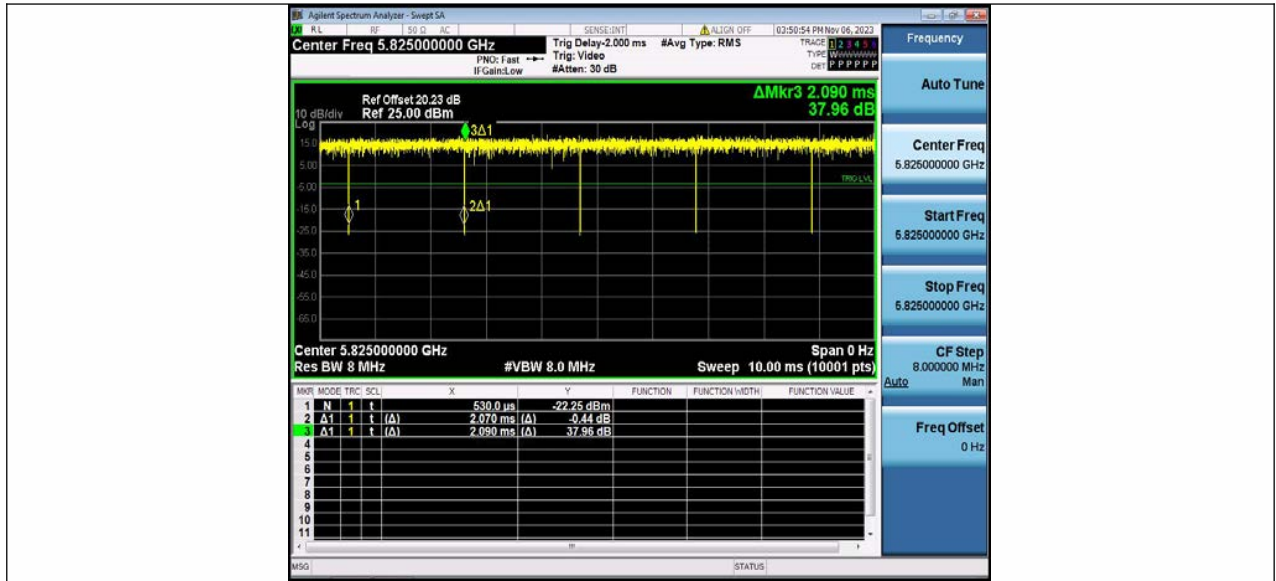 Agilent Spectrum Analyzer - Swept SA
RL RF 50 Ω AC SENSE:INT ALIGN OFF 03:50:54 PM Nov 06, 2023
Center Freq 5.825000000 GHz
Trig Delay-2.000 ms #Avg Type: RMS
TRACE 1 2 3 4 5 6
PNO: Fast Trig: Video
TYPE W
IFGain:Low #Atten: 30 dB
DET P P P P P P
Frequency
ΔMkr3 2.090 ms
37.96 dB
Ref Offset 20.23 dB
10 dB/div Ref 25.00 dBm
Log
15.0
5.00
-5.00
-15.0
-25.0
-35.0
-45.0
-55.0
-65.0
3Δ1
TRIG LVL
1
2Δ1
Center 5.825000000 GHz Span 0 Hz
Res BW 8 MHz #VBW 8.0 MHz Sweep 10.00 ms (10001 pts)
MKR MODE TRC SCL X Y FUNCTION FUNCTION WIDTH FUNCTION VALUE
1 N 1 t 530.0 µs -22.25 dBm
2 Δ1 1 t (Δ) 2.070 ms (Δ) -0.44 dB
3 Δ1 1 t (Δ) 2.090 ms (Δ) 37.96 dB
4
5
6
7
8
9
10
11
MSG STATUS
Auto Tune
Center Freq
5.825000000 GHz
Start Freq
5.825000000 GHz
Stop Freq
5.825000000 GHz
CF Step
8.000000 MHz
Auto Man
Freq Offset
0 Hz